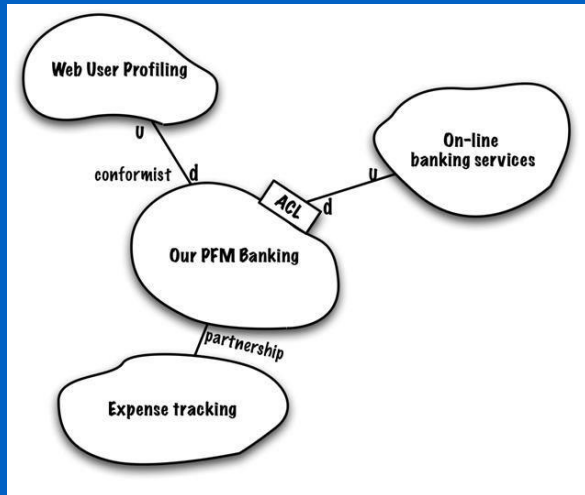 Web User Profiling
U
conformist
d
On-line
banking services
U
ACL
d
Our PFM Banking
partnership
Expense tracking